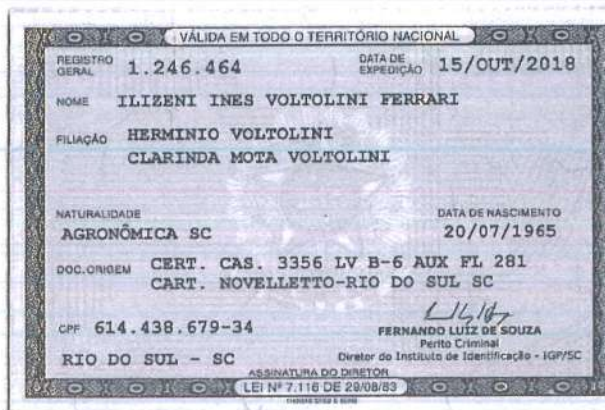 VÁLIDA EM TODO O TERRITÓRIO NACIONAL
REGISTRO GERAL 1.246.464 DATA DE EXPEDIÇÃO 15/OUT/2018
NOME ILIZENI INES VOLTOLINI FERRARI
FILIAÇÃO HERMINIO VOLTOLINI
CLARINDA MOTA VOLTOLINI
NATURALIDADE DATA DE NASCIMENTO
AGRONÔMICA SC 20/07/1965
DOC.ORIGEM CERT. CAS. 3356 LV B-6 AUX FL 281
CART. NOVELLETTO-RIO DO SUL SC
CPF 614.438.679-34
FERNANDO LUIZ DE SOUZA
Perito Criminal
RIO DO SUL - SC Diretor do Instituto de Identificação - IGP/SC
ASSINATURA DO DIRETOR
LEI Nº 7.116 DE 29/08/83